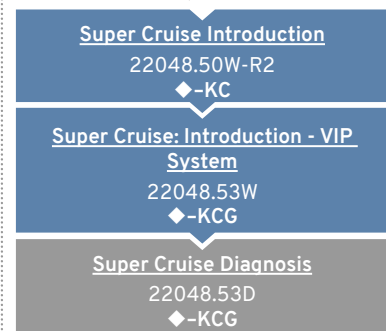 Super Cruise Introduction
22048.50W-R2
◆–KC
Super Cruise: Introduction - VIP
System
22048.53W
◆–KCG
Super Cruise Diagnosis
22048.53D
◆–KCG